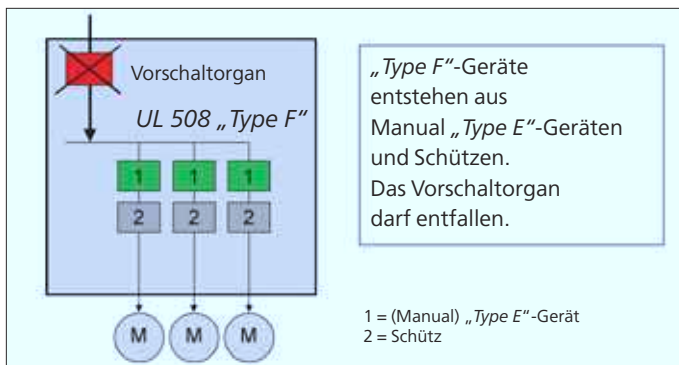 Vorschaltorgan
UL 508 „Type F“
1 1 1
2 2 2
M M M
„Type F“-Geräte
entstehen aus
Manual „Type E“-Geräten
und Schützen.
Das Vorschaltorgan
darf entfallen.
1 = (Manual) „Type E“-Gerät
2 = Schütz